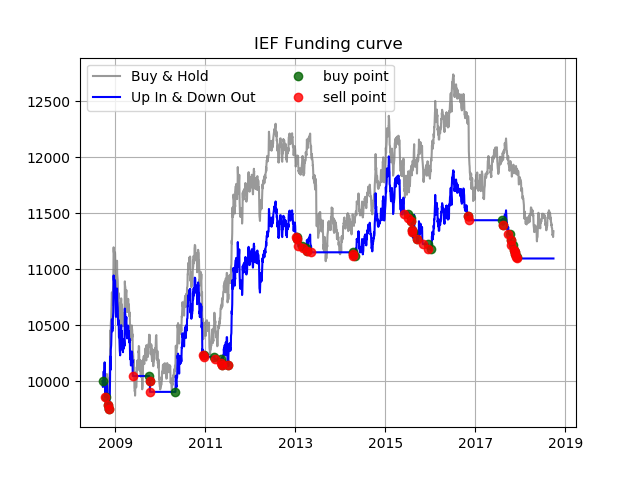 IEF Funding curve
Buy & Hold
Up In & Down Out
buy point
sell point
12500
12000
11500
11000
10500
10000
2009 2011 2013 2015 2017 2019